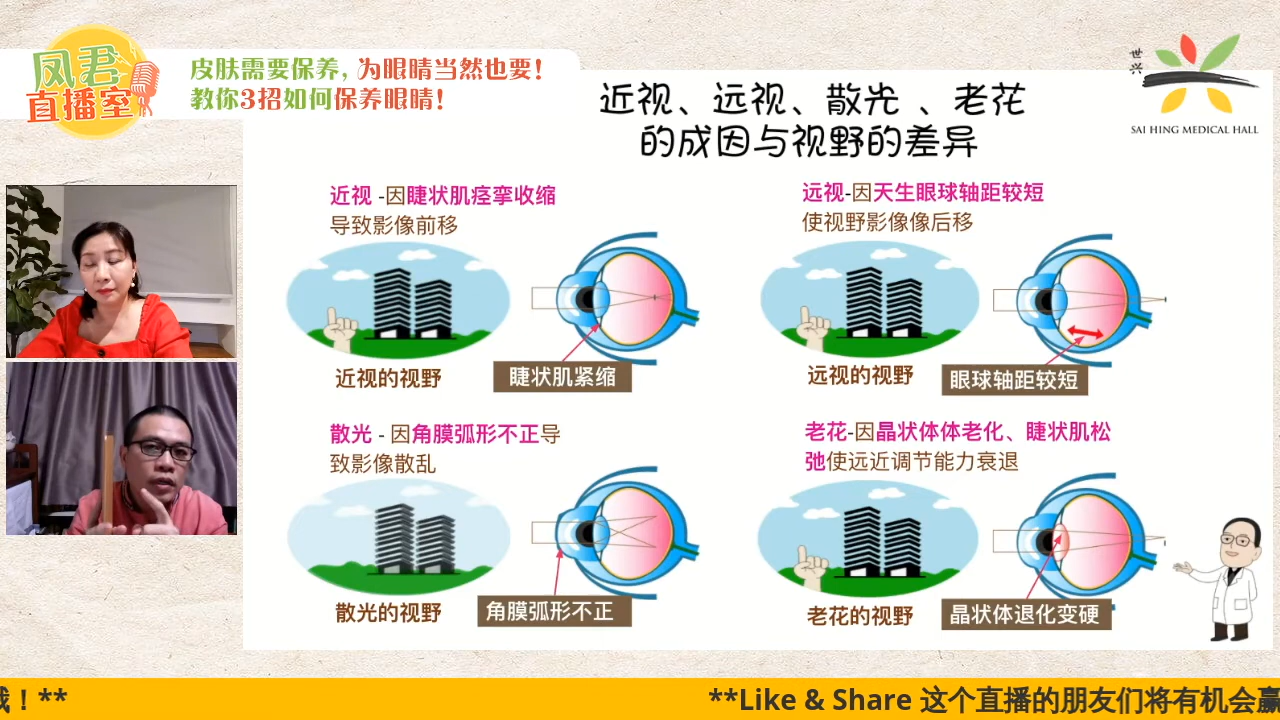 凤君
直播室
皮肤需要保养，为眼睛当然也要！
教你3招如何保养眼睛！
世兴
SAI HING MEDICAL HALL
近视、远视、散光 、老花
的成因与视野的差异
近视 -因睫状肌痉挛收缩
导致影像前移
近视的视野
睫状肌紧缩
远视-因天生眼球轴距较短
使视野影像像后移
远视的视野
眼球轴距较短
散光 - 因角膜弧形不正导
致影像散乱
散光的视野
角膜弧形不正
老花-因晶状体体老化、睫状肌松
弛使远近调节能力衰退
老花的视野
晶状体退化变硬
！** **Like & Share 这个直播的朋友们将有机会赢